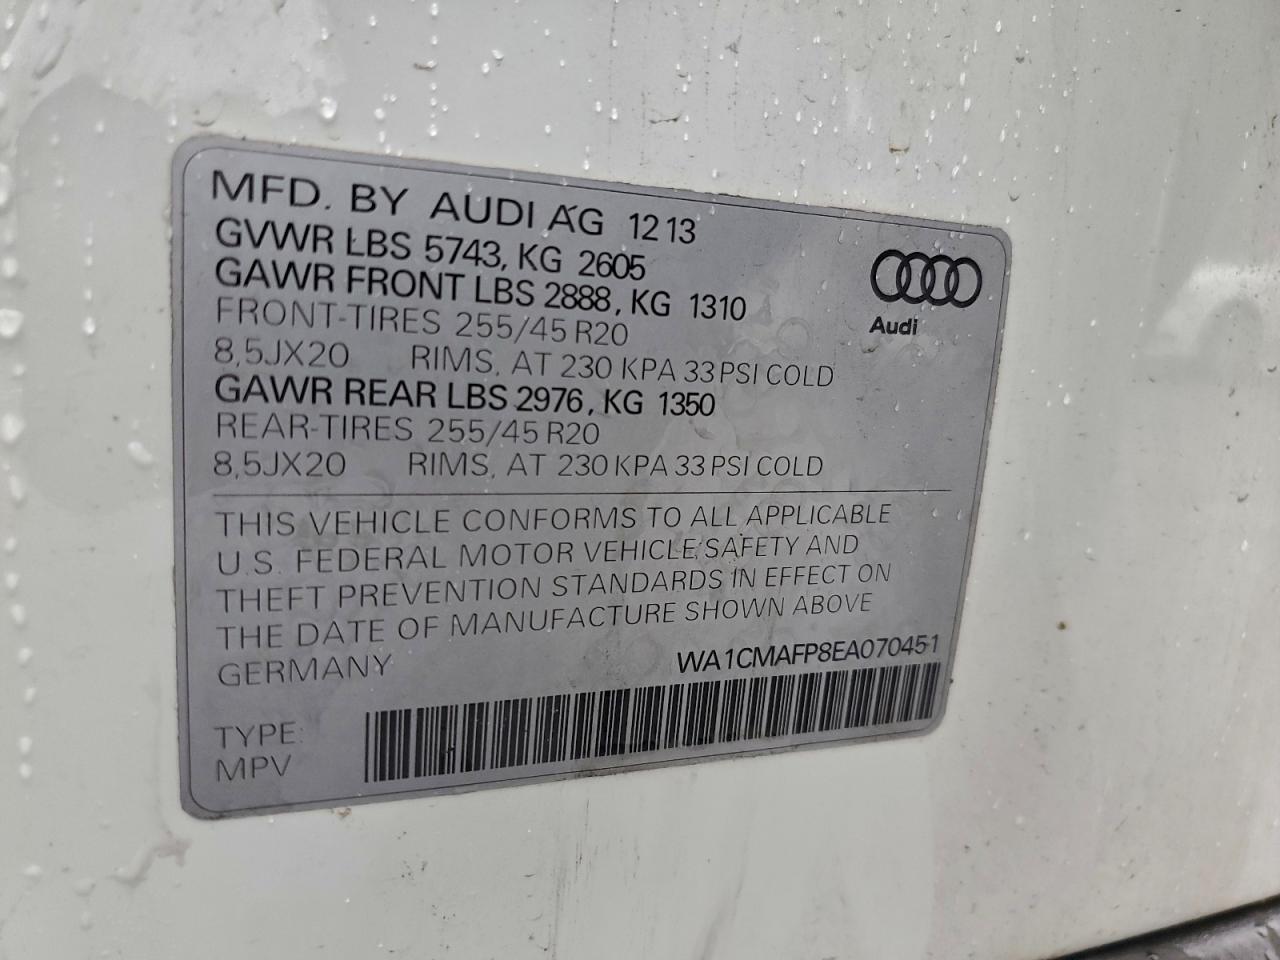 MFD. BY AUDI AG 12 13
GVWR LBS 5743, KG 2605
GAWR FRONT LBS 2888, KG 1310
FRONT-TIRES 255/45 R20
8,5JX20 RIMS, AT 230 KPA 33 PSI COLD
GAWR REAR LBS 2976, KG 1350
REAR-TIRES 255/45 R20
8,5JX20 RIMS, AT 230 KPA 33 PSI COLD
Audi
THIS VEHICLE CONFORMS TO ALL APPLICABLE
U.S. FEDERAL MOTOR VEHICLE SAFETY AND
THEFT PREVENTION STANDARDS IN EFFECT ON
THE DATE OF MANUFACTURE SHOWN ABOVE
GERMANY WA1CMAFP8EA070451
TYPE:
MPV